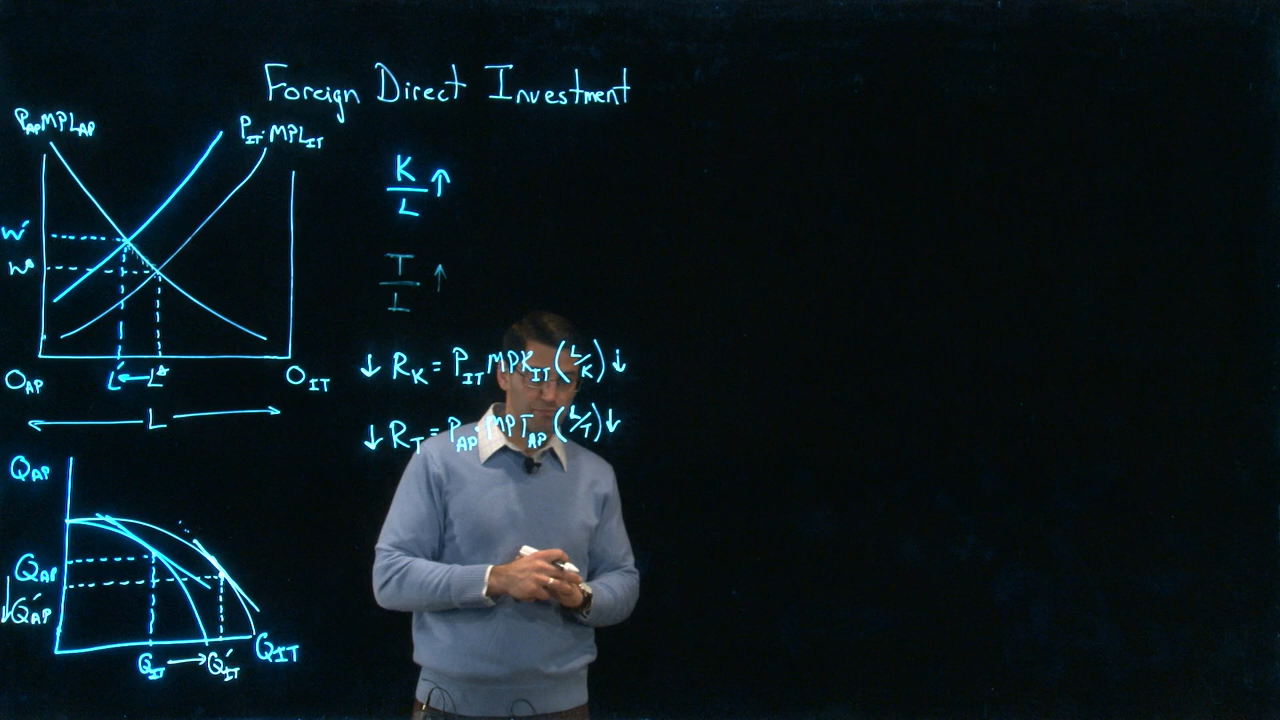 Foreign Direct Investment
P_AP MPL_AP
P_IT · MPL_IT
W'
W*
O_AP
L' ← L*
O_IT
← L →
Q_AP
Q_AP
↓ Q'_AP
Q_IT → Q'_IT
Q_IT
K/L ↑
T/L ↑
↓ R_K = P_IT MPK_IT (L/K) ↓
↓ R_T = P_AP · MPT_AP (L/T) ↓